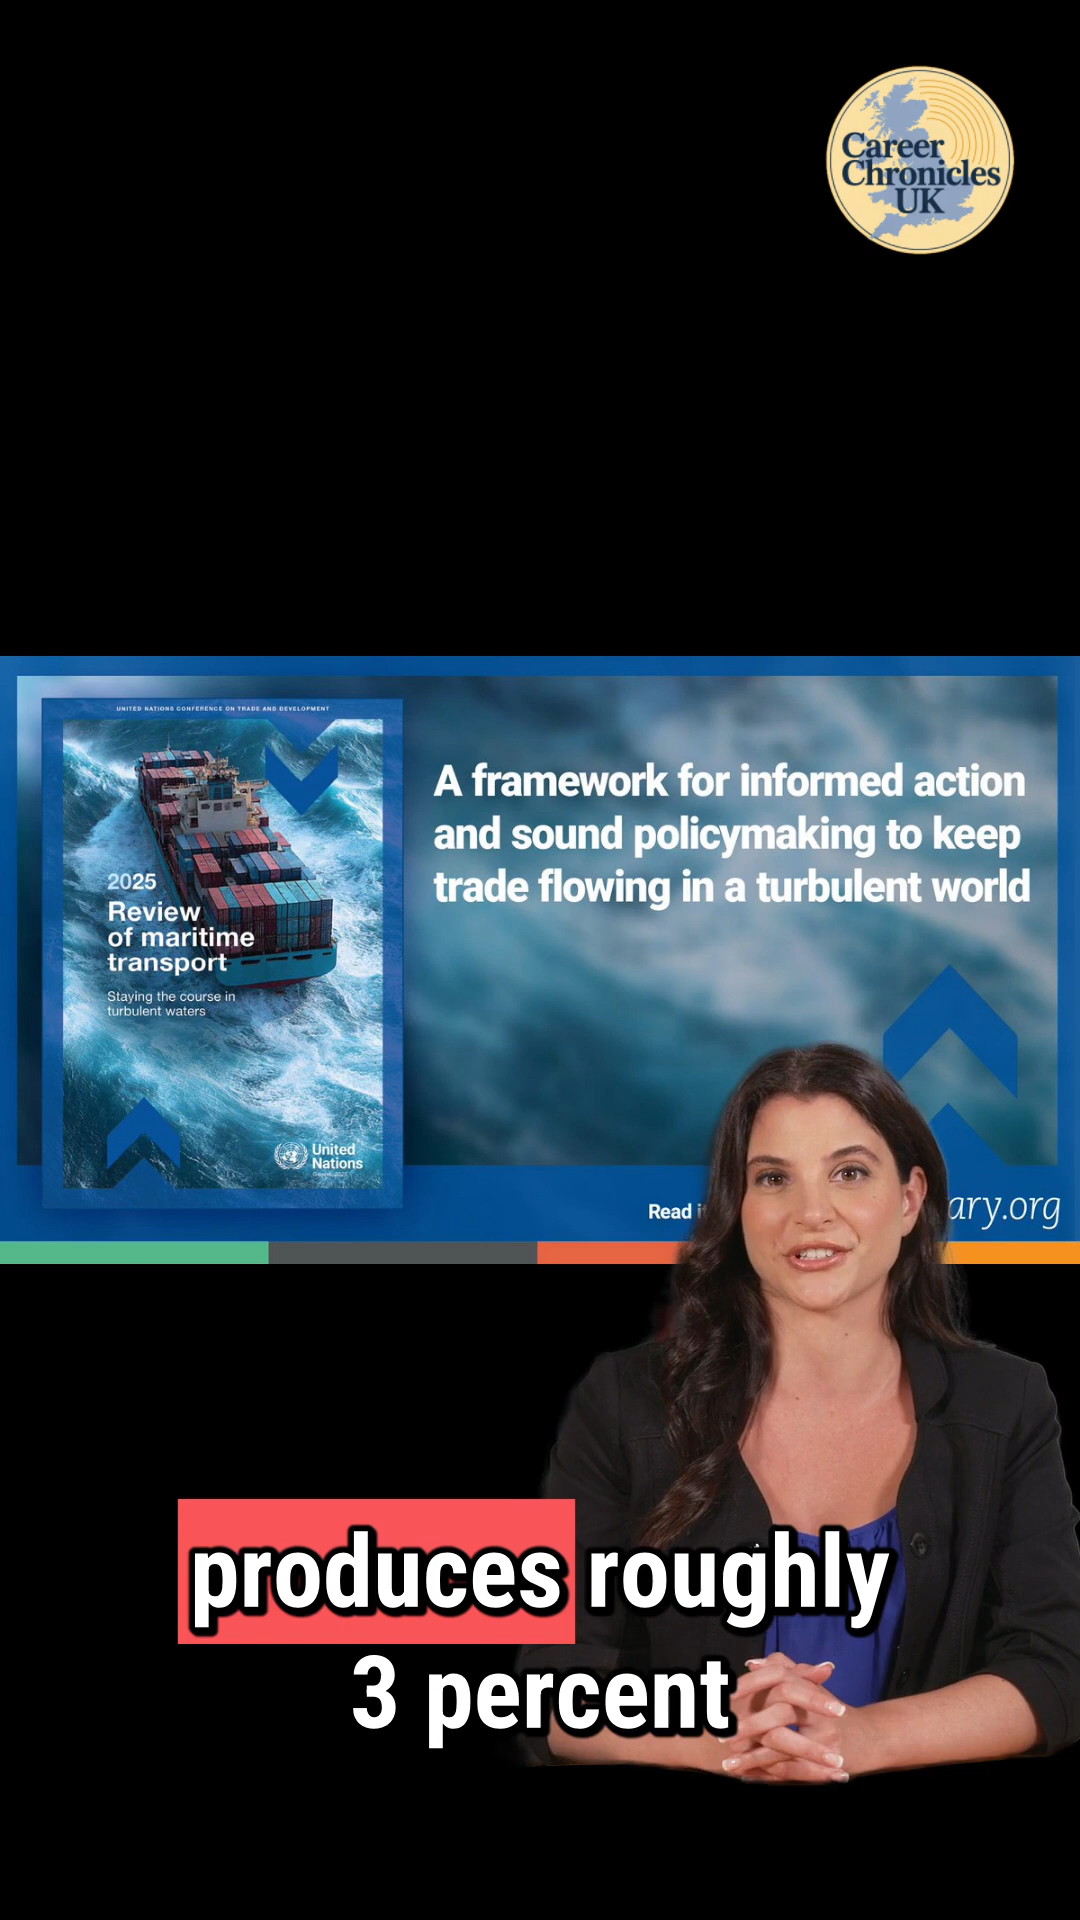 Career
Chronicles
UK
UNITED NATIONS CONFERENCE ON TRADE AND DEVELOPMENT
2025
Review
of maritime
transport
Staying the course in
turbulent waters
United
Nations
A framework for informed action
and sound policymaking to keep
trade flowing in a turbulent world
Read it
ary.org
produces roughly
3 percent